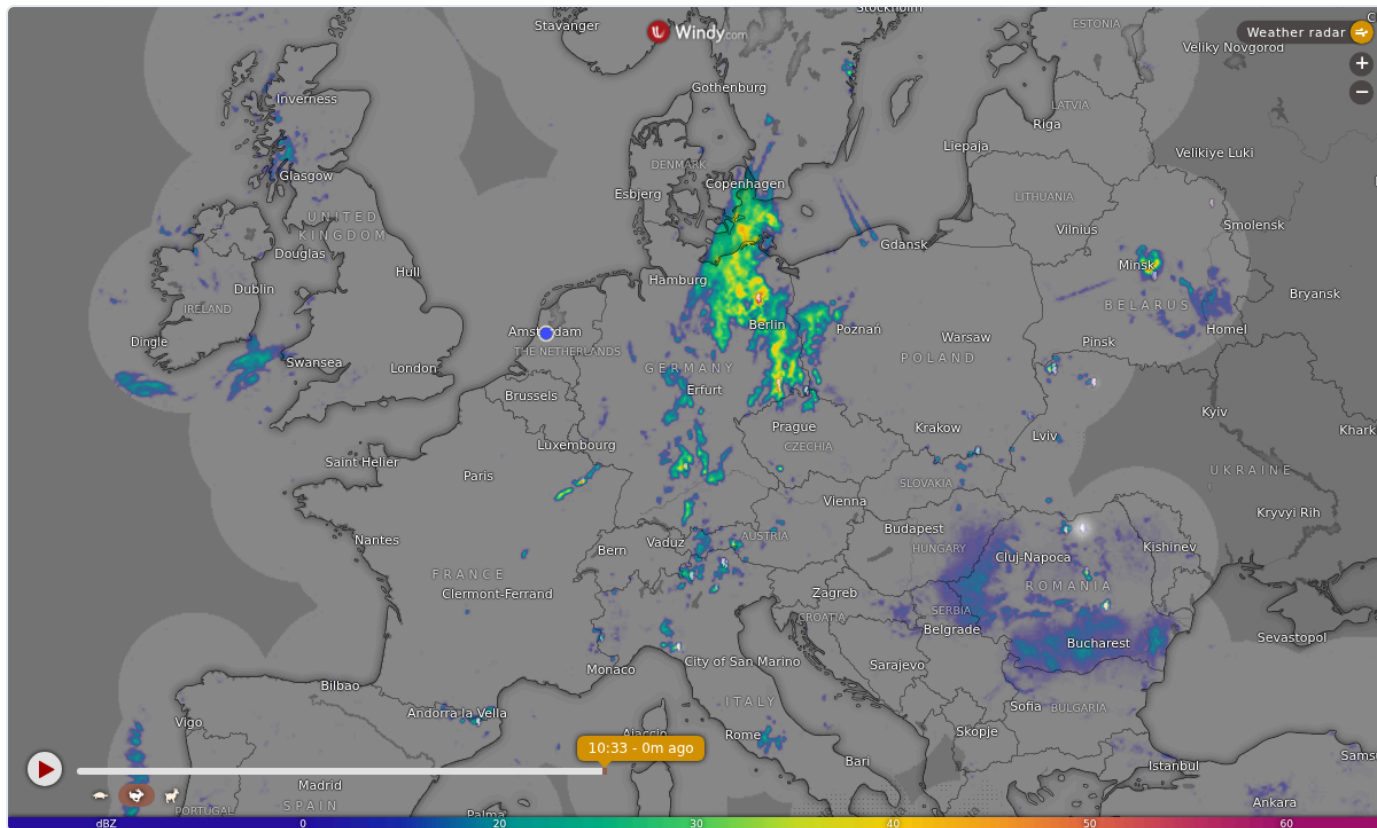 Stockholm
Stavanger
ESTONIA
Windy.com
Weather radar
Veliky Novgorod
+
−
Gothenburg
Inverness
LATVIA
Riga
Liepaja
Velikiye Luki
DENMARK
Glasgow
Copenhagen
Esbjerg
LITHUANIA
UNITED
KINGDOM
Vilnius
Smolensk
Gdansk
Douglas
Minsk
Hull
Hamburg
Dublin
Bryansk
BELARUS
IRELAND
Berlin
Poznań
Homel
Amsterdam
Warsaw
Dingle
Pinsk
THE NETHERLANDS
POLAND
Swansea
London
GERMANY
Erfurt
Brussels
Kyiv
Prague
Krakow
Khark
Lviv
Luxembourg
CZECHIA
Saint Helier
Paris
UKRAINE
SLOVAKIA
Vienna
Kryvyi Rih
Budapest
Nantes
Vaduz
AUSTRIA
Bern
HUNGARY
Kishinev
Cluj-Napoca
FRANCE
ROMANIA
Clermont-Ferrand
Zagreb
SERBIA
CROATIA
Belgrade
Sevastopol
Bucharest
City of San Marino
Sarajevo
Monaco
Bilbao
ITALY
Sofia
BULGARIA
Andorra la Vella
Vigo
Ajaccio
Rome
Skopje
10:33 - 0m ago
Bari
Sams
Istanbul
Madrid
SPAIN
Ankara
PORTUGAL
Palma
dBZ 0 20 30 40 50 60